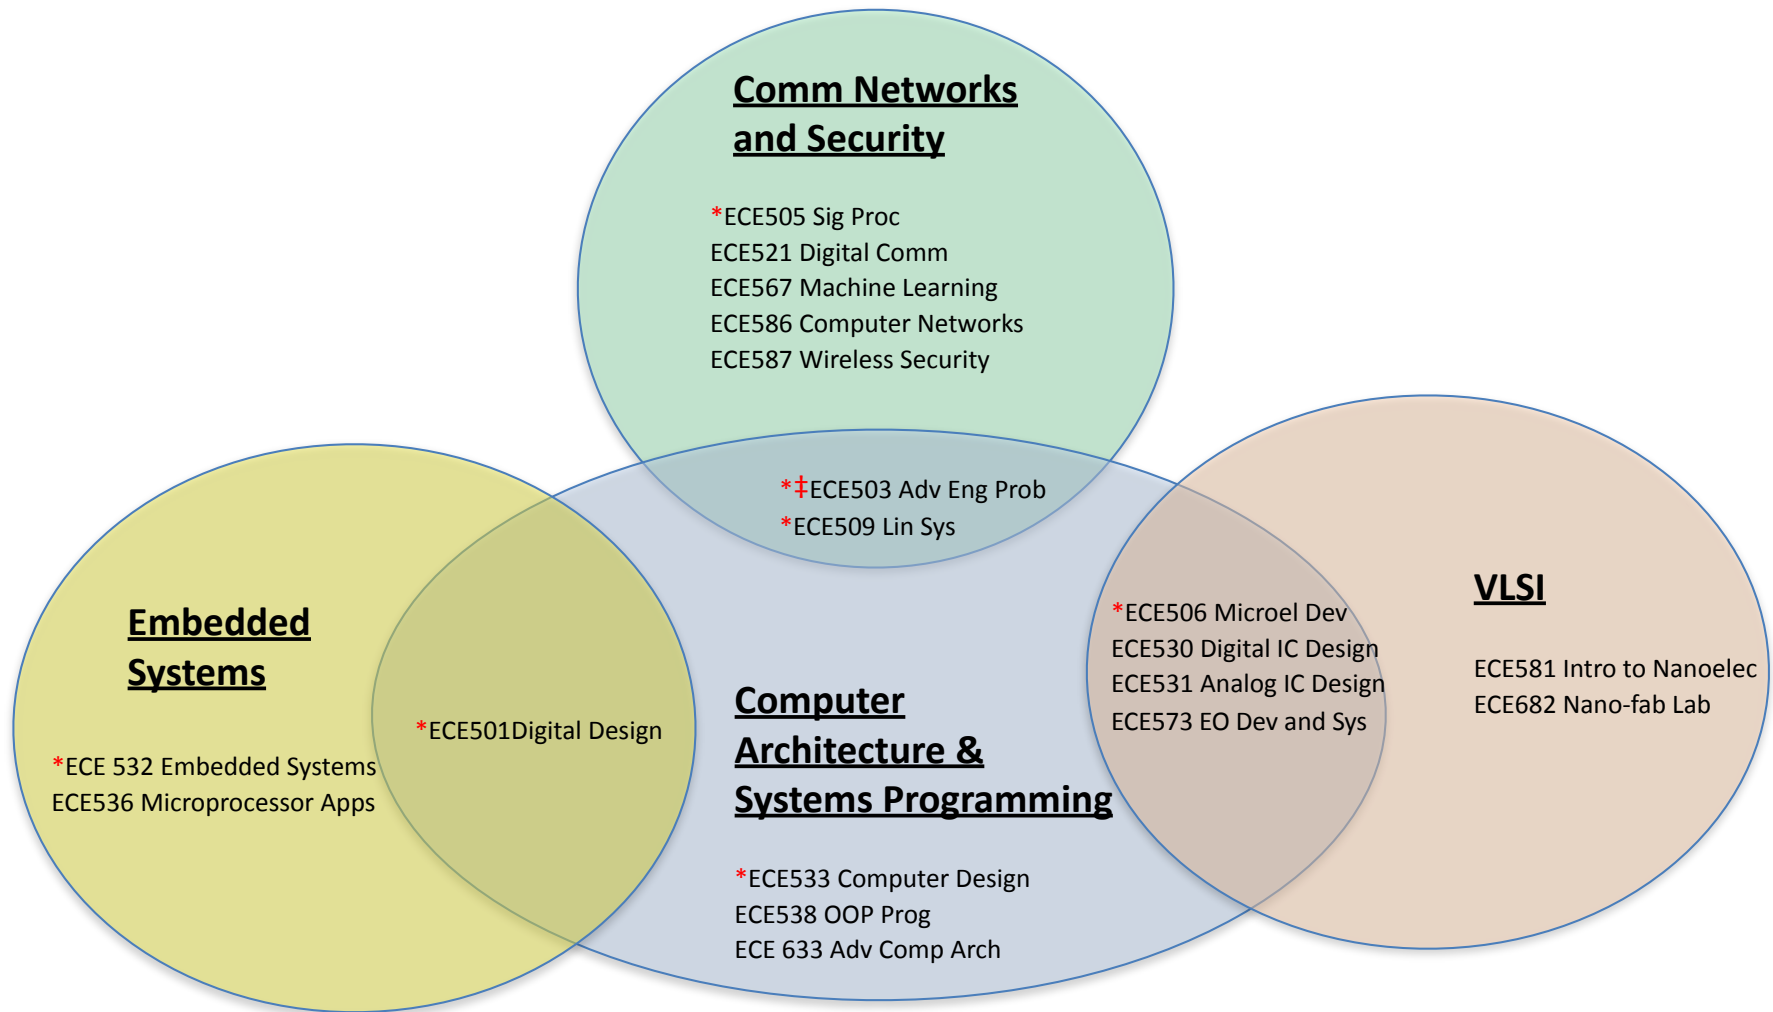 Comm Networks
and Security
*ECE505 Sig Proc
ECE521 Digital Comm
ECE567 Machine Learning
ECE586 Computer Networks
ECE587 Wireless Security
*‡ECE503 Adv Eng Prob
*ECE509 Lin Sys
Embedded
Systems
*ECE 532 Embedded Systems
ECE536 Microprocessor Apps
*ECE501Digital Design
Computer
Architecture &
Systems Programming
*ECE533 Computer Design
ECE538 OOP Prog
ECE 633 Adv Comp Arch
*ECE506 Microel Dev
ECE530 Digital IC Design
ECE531 Analog IC Design
ECE573 EO Dev and Sys
VLSI
ECE581 Intro to Nanoelec
ECE682 Nano-fab Lab